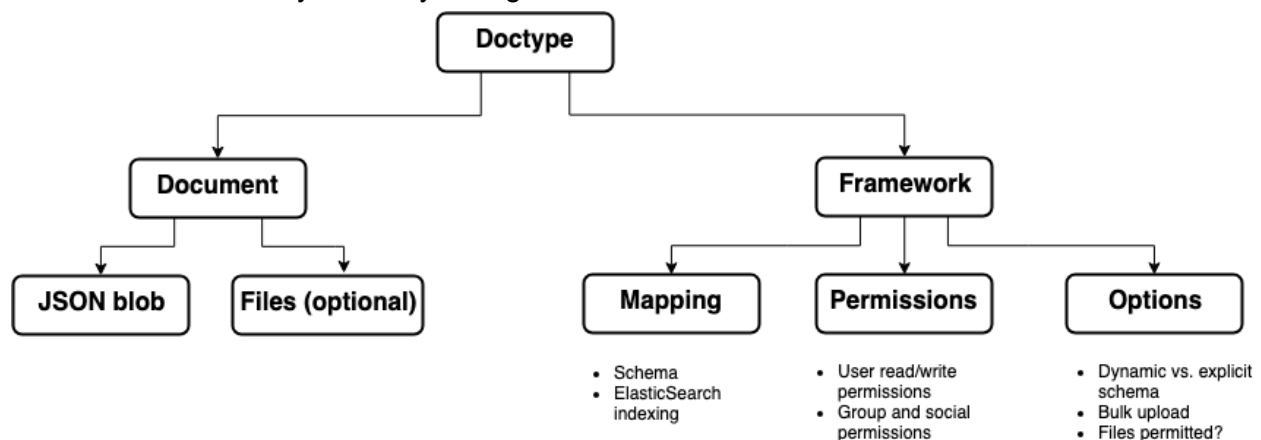 Doctype
Document
Framework
JSON blob
Files (optional)
Mapping
Permissions
Options
• Schema
• ElasticSearch
indexing
• User read/write
permissions
• Group and social
permissions
• Dynamic vs. explicit
schema
• Bulk upload
• Files permitted?